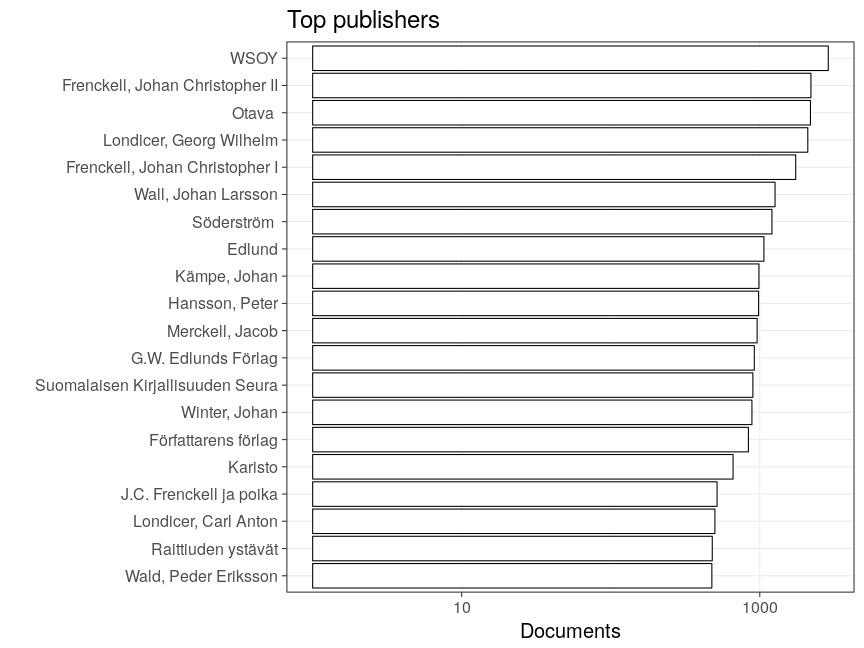 Top publishers
WSOY
Frenckell, Johan Christopher II
Otava
Londicer, Georg Wilhelm
Frenckell, Johan Christopher I
Wall, Johan Larsson
Söderström
Edlund
Kämpe, Johan
Hansson, Peter
Merckell, Jacob
G.W. Edlunds Förlag
Suomalaisen Kirjallisuuden Seura
Winter, Johan
Författarens förlag
Karisto
J.C. Frenckell ja poika
Londicer, Carl Anton
Raittiuden ystävät
Wald, Peder Eriksson
10 1000
Documents